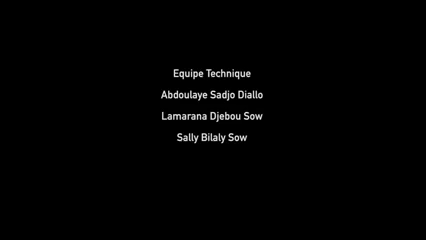 Equipe Technique
Abdoulaye Sadjo Diallo
Lamarana Djebou Sow
Sally Bilaly Sow